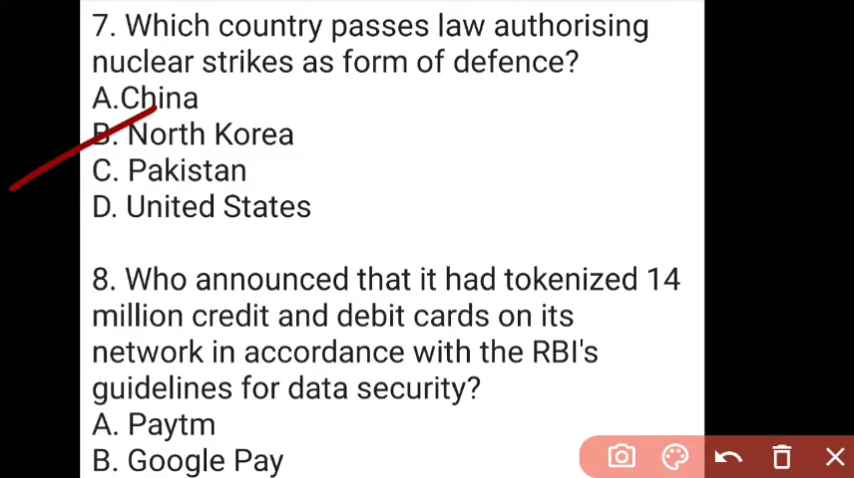 7. Which country passes law authorising
nuclear strikes as form of defence?
A.China
B. North Korea
C. Pakistan
D. United States
8. Who announced that it had tokenized 14
million credit and debit cards on its
network in accordance with the RBI's
guidelines for data security?
A. Paytm
B. Google Pay